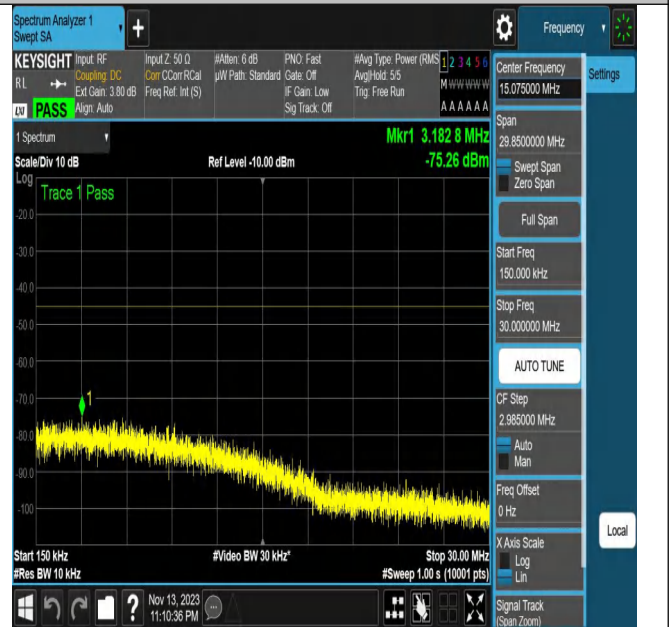 Spectrum Analyzer 1
Swept SA
+
Frequency
KEYSIGHT
RL
LXI PASS
Input: RF
Coupling: DC
Ext Gain: 3.80 dB
Align: Auto
Input Z: 50 Ω
Corr CCorr RCal
Freq Ref: Int (S)
#Atten: 6 dB
µW Path: Standard
PNO: Fast
Gate: Off
IF Gain: Low
Sig Track: Off
#Avg Type: Power (RMS
Avg|Hold: 5/5
Trig: Free Run
1 2 3 4 5 6
M W W W W W
A A A A A A
1 Spectrum
Scale/Div 10 dB
Log
Ref Level -10.00 dBm
Mkr1 3.182 8 MHz
-75.26 dBm
Trace 1 Pass
-20.0
-30.0
-40.0
-50.0
-60.0
-70.0
-80.0
-90.0
-100
1
Start 150 kHz
#Res BW 10 kHz
#Video BW 30 kHz*
Stop 30.00 MHz
#Sweep 1.00 s (10001 pts)
?
Nov 13, 2023
11:10:36 PM
Center Frequency
15.075000 MHz
Span
29.8500000 MHz
Swept Span
Zero Span
Full Span
Start Freq
150.000 kHz
Stop Freq
30.000000 MHz
AUTO TUNE
CF Step
2.985000 MHz
Auto
Man
Freq Offset
0 Hz
X Axis Scale
Log
Lin
Signal Track
(Span Zoom)
Settings
Local